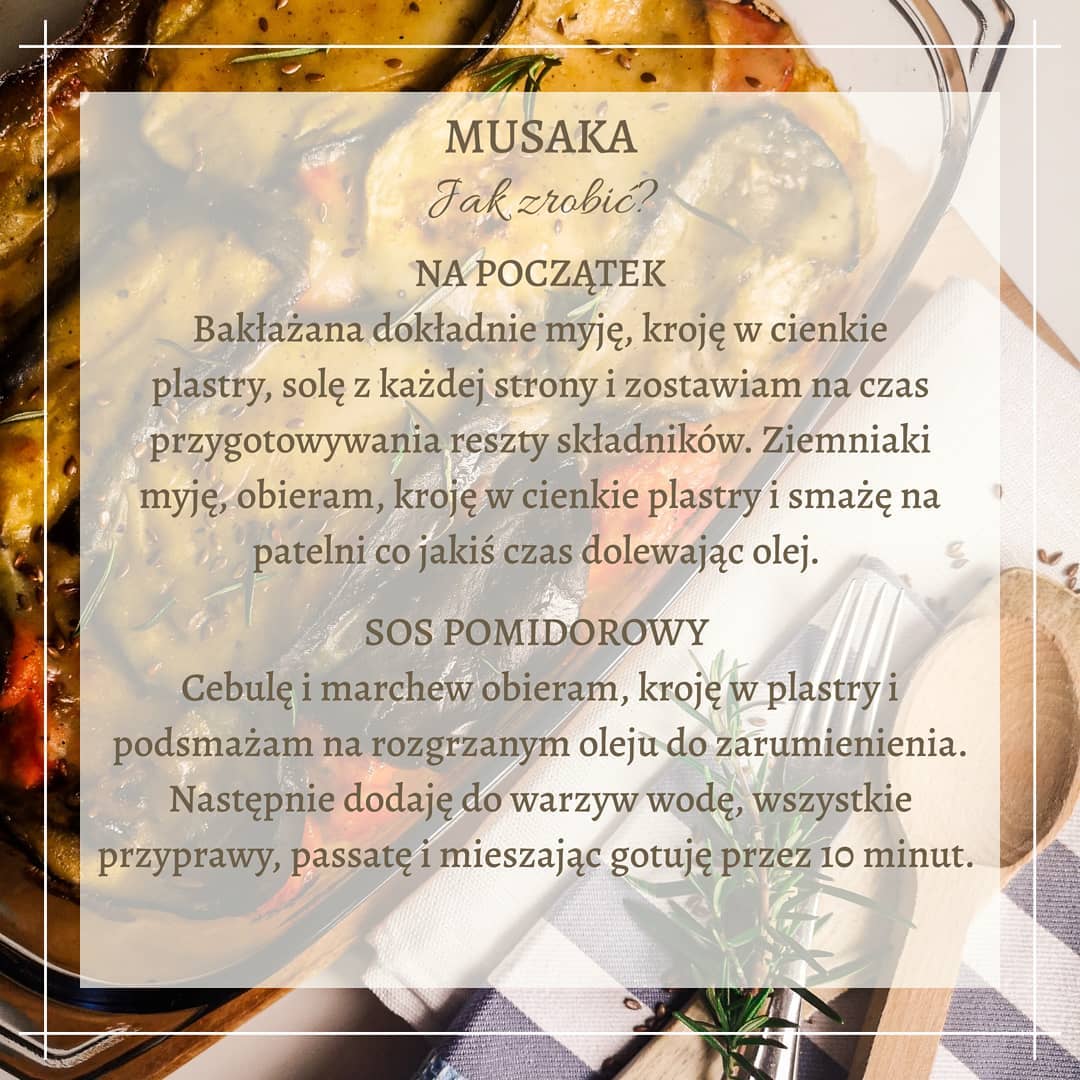 MUSAKA
Jak zrobić?
NA POCZĄTEK
Bakłażana dokładnie myję, kroję w cienkie
plastry, solę z każdej strony i zostawiam na czas
przygotowywania reszty składników. Ziemniaki
myję, obieram, kroję w cienkie plastry i smażę na
patelni co jakiś czas dolewając olej.
SOS POMIDOROWY
Cebulę i marchew obieram, kroję w plastry i
podsmażam na rozgrzanym oleju do zarumienienia.
Następnie dodaję do warzyw wodę, wszystkie
przyprawy, passatę i mieszając gotuję przez 10 minut.